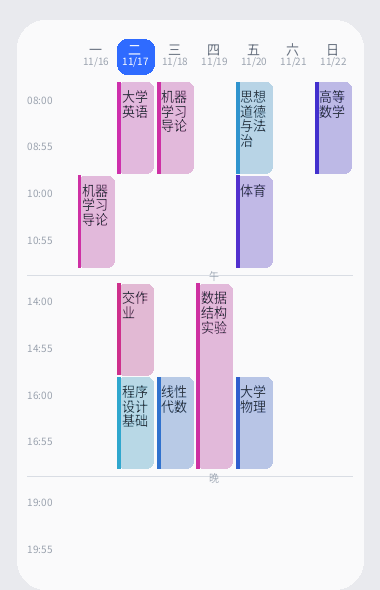 一 二 三 四 五 六 日
11/16 11/17 11/18 11/19 11/20 11/21 11/22
08:00
大学
英语
机器
学习
导论
思想
道德
与法
治
高等
数学
08:55
10:00
机器
学习
导论
体育
10:55
午
14:00
交作
业
数据
结构
实验
14:55
16:00
程序
设计
基础
线性
代数
大学
物理
16:55
晚
19:00
19:55